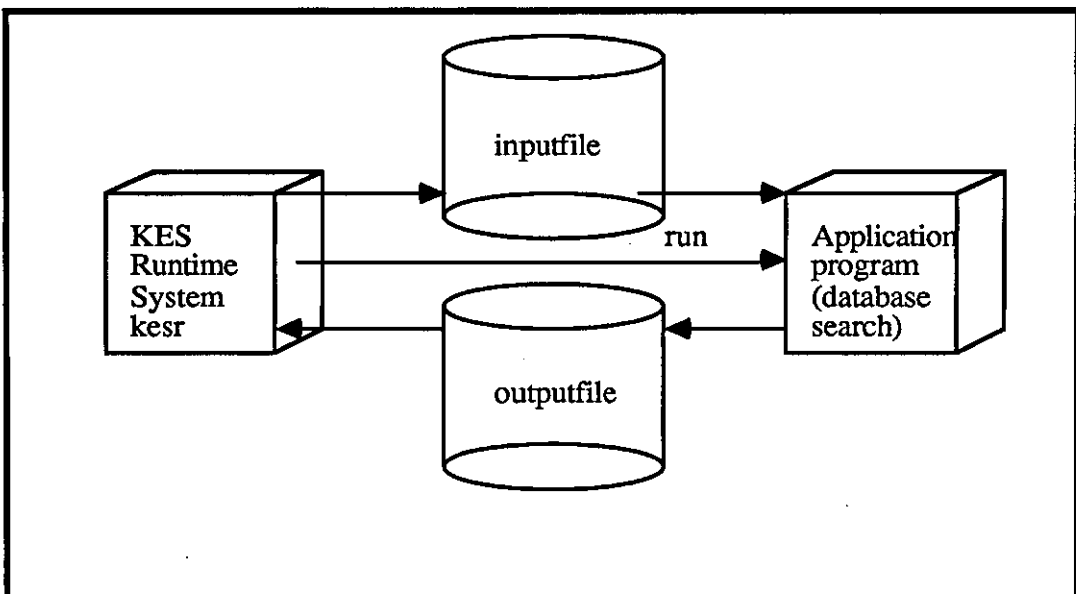 inputfile
KES
Runtime
System
kesr
run
Application
program
(database
search)
outputfile